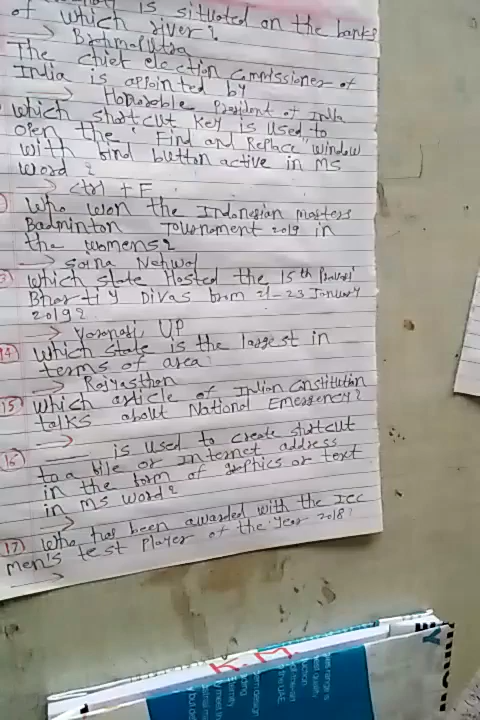 is situated on the banks
of which river?
→ Brhmaputra
The chief election commissioner of
India is appointed by
→ Honorable President of India
which shortcut key is used to
open the "Find and Replace" window
with find button active in MS
word?
→ Ctrl + F
who won the Indonesian masters
Badminton Tournament 2019 in
the womens?
→ Saina Nehwal
which state Hosted the 15th Pravasi
Bhartiy Divas from 21-23 January
2019?
→ Varanasi, UP
14) which state is the largest in
terms of area?
→ Rajyasthan
15) which article of Indian constitution
talks about National Emergency?
→
16) ___ is used to create shortcut
to a file or Internet address
in the form of graphics or text
in MS word?
→
17) who has been awarded with the ICC
men's test player of the year 2018?
→
K. M.